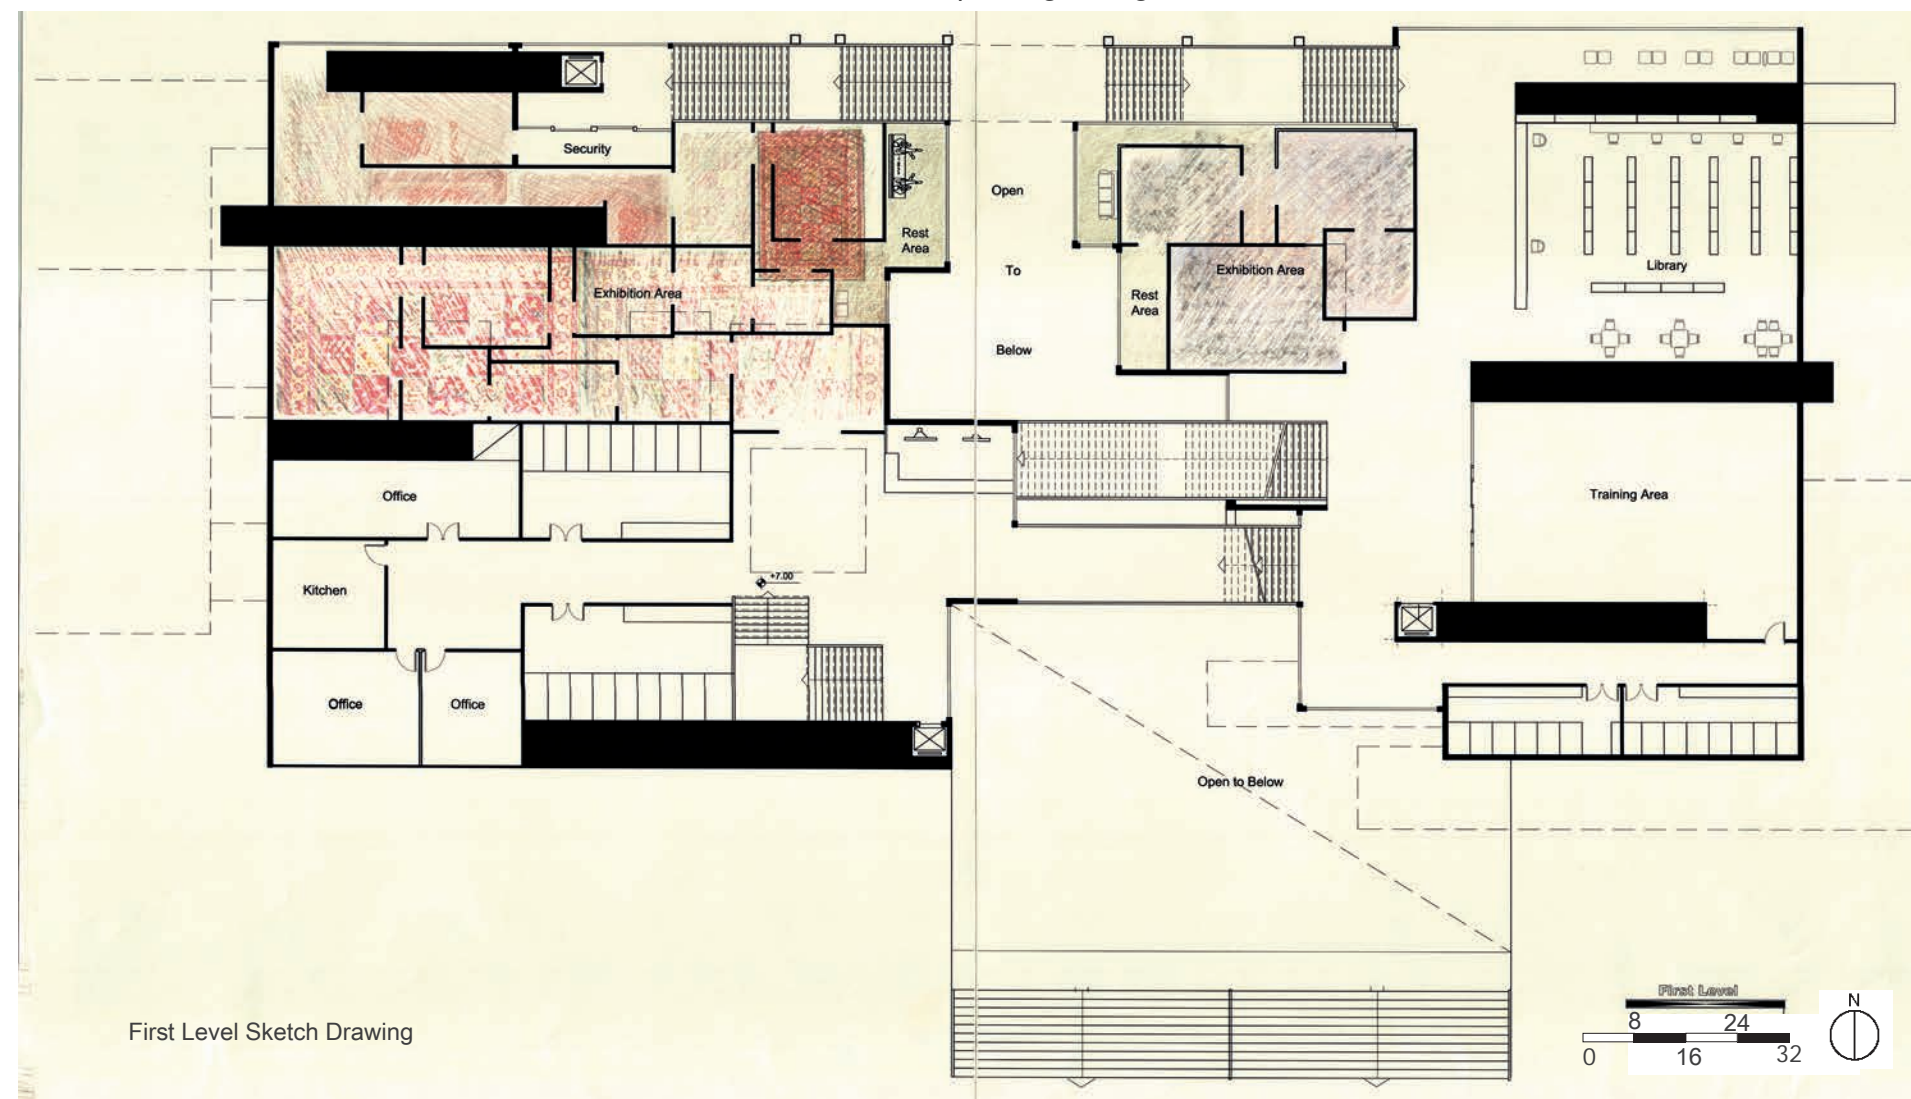 Security
Open
Rest
Area
To
Exhibition Area
Exhibition Area
Rest
Area
Library
Below
Office
Training Area
+7.00
Kitchen
Office
Office
Open to Below
First Level
First Level Sketch Drawing
N
8
24
0
16
32